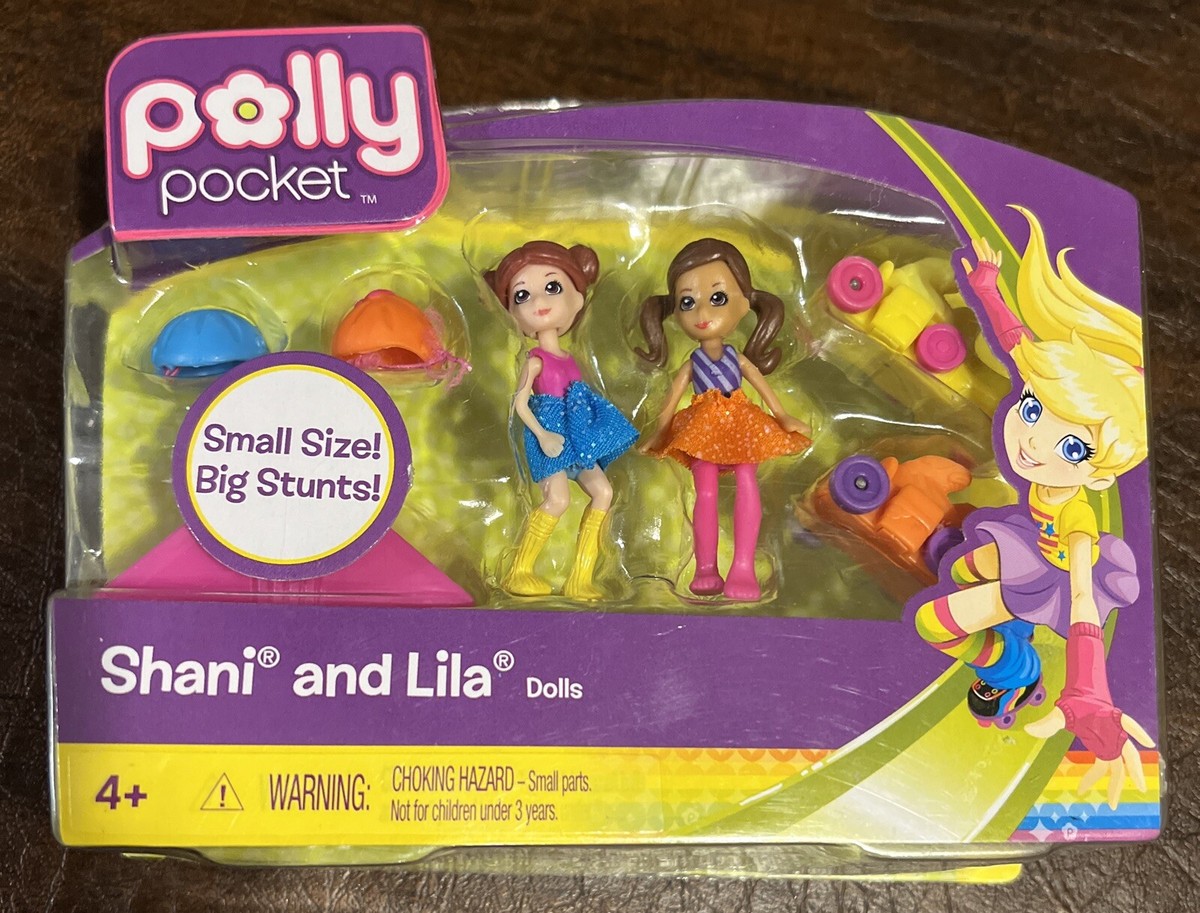 polly
pocket™
Small Size!
Big Stunts!
Shani® and Lila® Dolls
4+
! WARNING: CHOKING HAZARD – Small parts.
Not for children under 3 years.
P